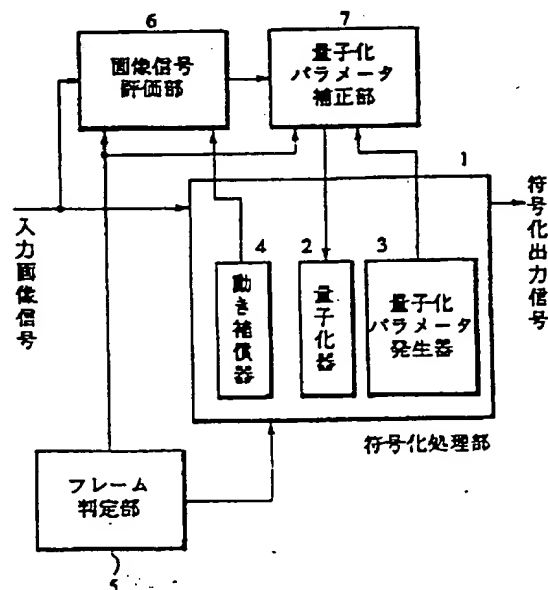 6
画像信号
評価部
7
量子化
パラメータ
補正部
1
入力画像信号
符号化出力信号
4
動き補償器
2
量子化器
3
量子化
パラメータ
発生器
符号化処理部
フレーム
判定部
5